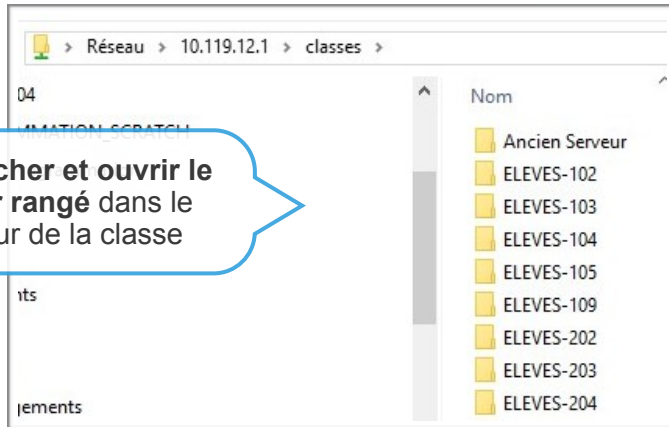 Réseau > 10.119.12.1 > classes >
04
MMATION_SCRATCH
cher et ouvrir le
r rangé dans le
ur de la classe
nts
gements
Nom
Ancien Serveur
ELEVES-102
ELEVES-103
ELEVES-104
ELEVES-105
ELEVES-109
ELEVES-202
ELEVES-203
ELEVES-204